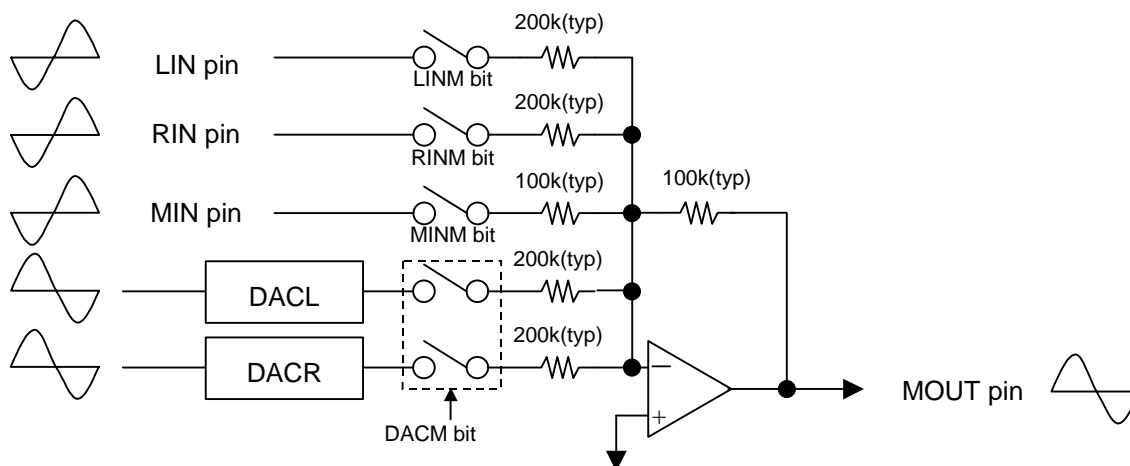 200k(typ)
LIN pin
LINM bit
200k(typ)
RIN pin
RINM bit
100k(typ)
100k(typ)
MIN pin
MINM bit
200k(typ)
DACL
200k(typ)
DACR
−
+
MOUT pin
DACM bit